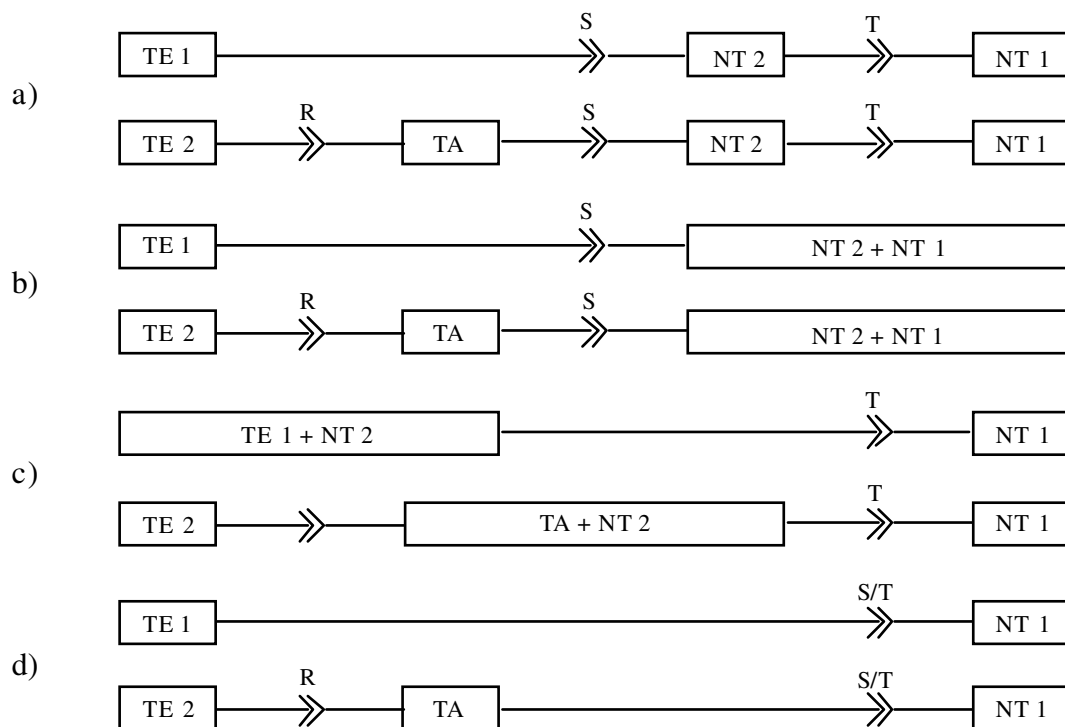 S T
TE 1 NT 2 NT 1
a)
R S T
TE 2 TA NT 2 NT 1
S
TE 1 NT 2 + NT 1
b)
R S
TE 2 TA NT 2 + NT 1
T
TE 1 + NT 2 NT 1
c)
T
TE 2 TA + NT 2 NT 1
S/T
TE 1 NT 1
d)
R S/T
TE 2 TA NT 1